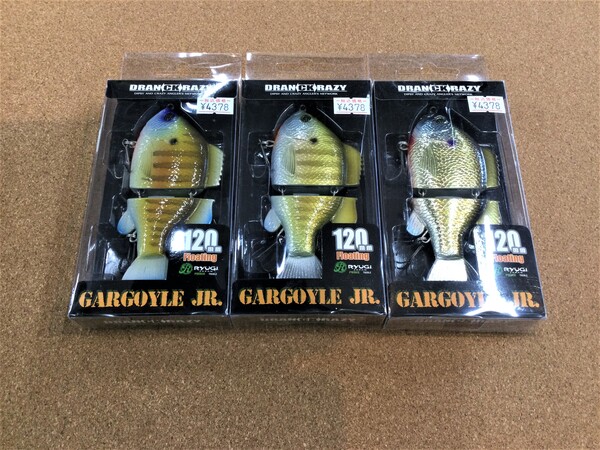 DRANCKRAZY
DRANCKRAZY
DRANCKRAZY
¥4378
¥4378
¥4378
120
Floating
RYUGI
120
Floating
RYUGI
120
Floating
RYUGI
GARGOYLE JR.
GARGOYLE JR.
GARGOYLE JR.